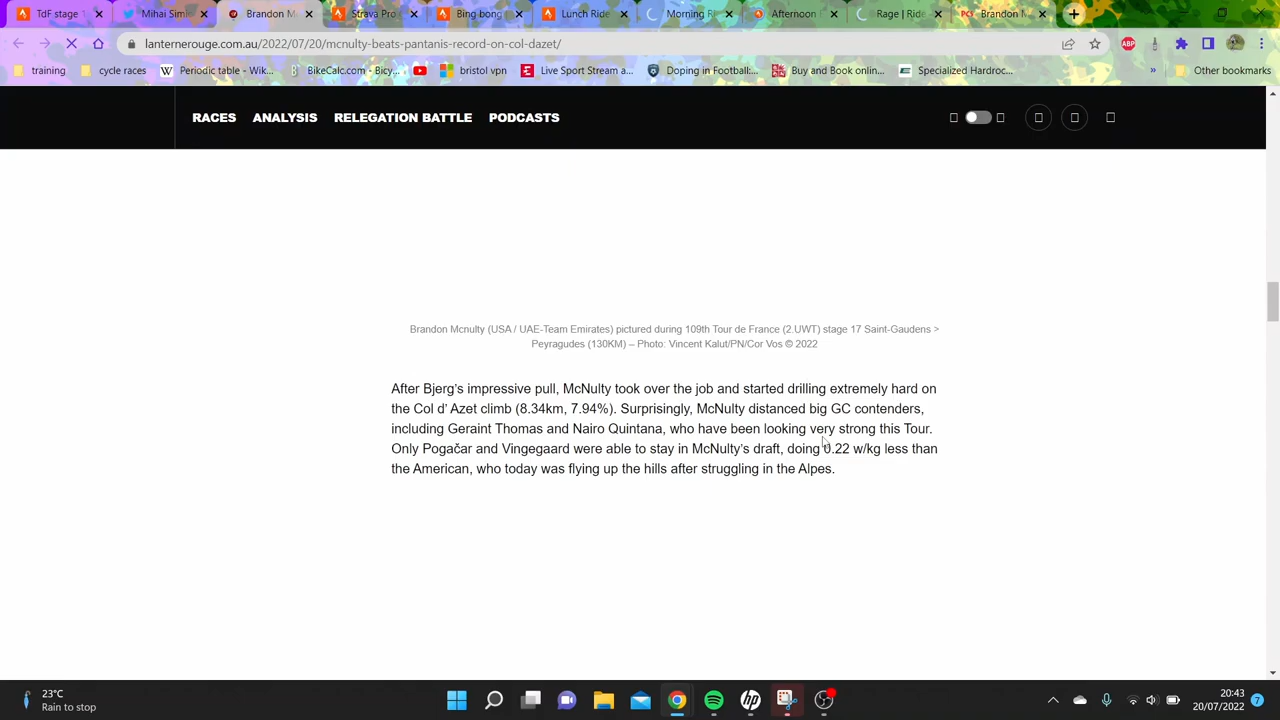 TdF stage 1
Mihai Simi
Brandon M
Strava Pro
Bing bong
Lunch Ride
Morning R
Afternoon
Rage | Ride
PCS
Brandon
lanternerouge.com.au/2022/07/20/mcnulty-beats-pantanis-record-on-col-dazet/
ABP
training
cycle races
W Periodic table - Wik...
BikeCalc.com - Bicy...
bristol vpn
Live Sport Stream a...
Doping in Football:...
Buy and Book onlin...
Specialized Hardroc...
»
Other bookmarks
RACES ANALYSIS RELEGATION BATTLE PODCASTS
Brandon Mcnulty (USA / UAE-Team Emirates) pictured during 109th Tour de France (2.UWT) stage 17 Saint-Gaudens >
Peyragudes (130KM) – Photo: Vincent Kalut/PN/Cor Vos © 2022
After Bjerg's impressive pull, McNulty took over the job and started drilling extremely hard on
the Col d' Azet climb (8.34km, 7.94%). Surprisingly, McNulty distanced big GC contenders,
including Geraint Thomas and Nairo Quintana, who have been looking very strong this Tour.
Only Pogačar and Vingegaard were able to stay in McNulty's draft, doing 0.22 w/kg less than
the American, who today was flying up the hills after struggling in the Alpes.
23°C
Rain to stop
hp
20:43
20/07/2022
7